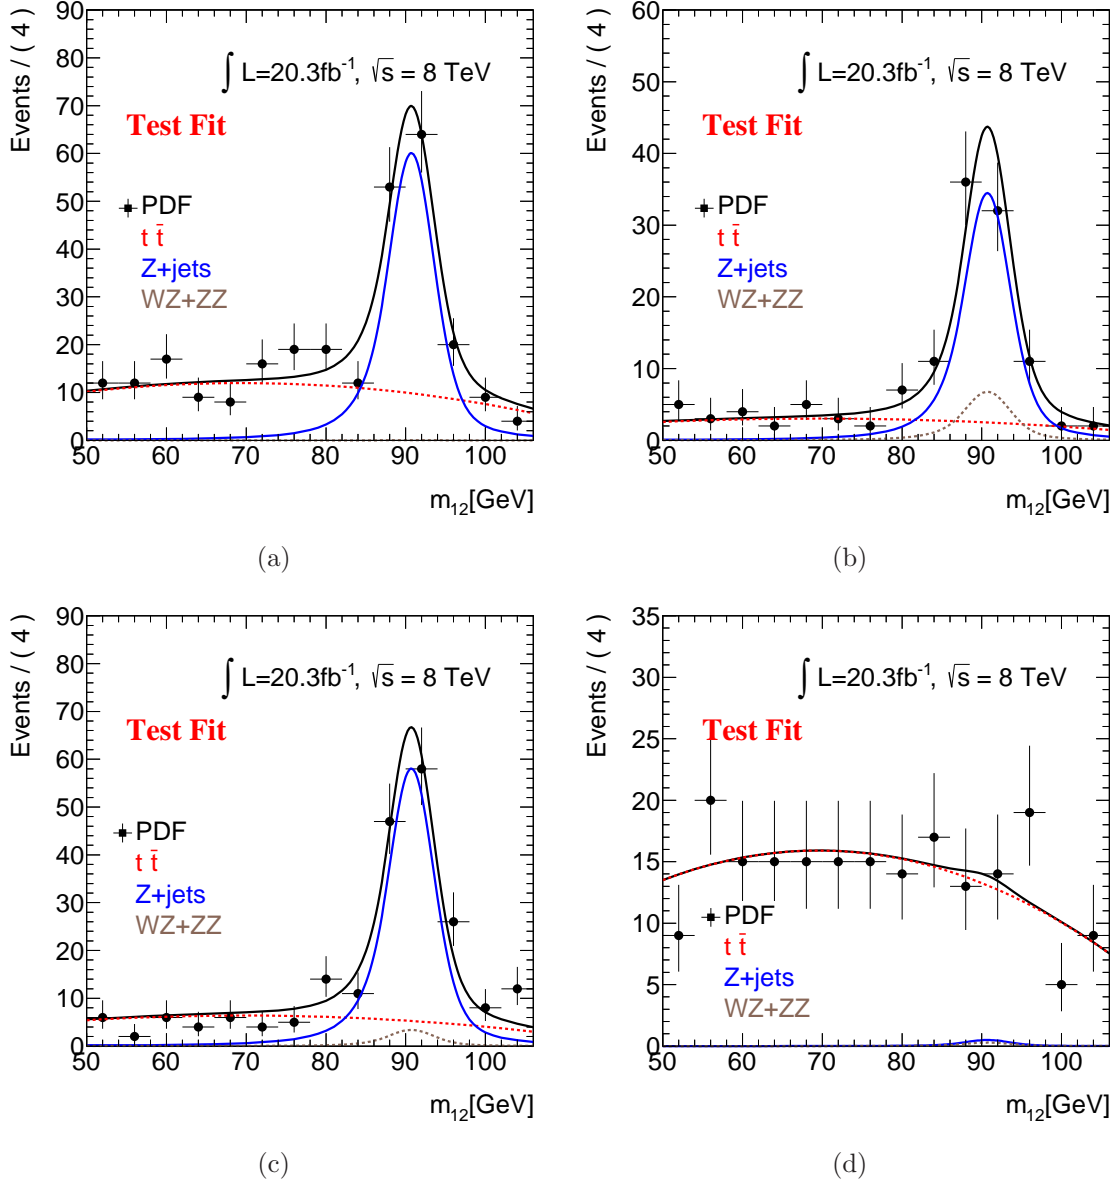 Events / ( 4 )
90
80
70
60
50
40
30
20
10
0
∫ L=20.3fb⁻¹, √s = 8 TeV
Test Fit
PDF
t t̄
Z+jets
WZ+ZZ
50 60 70 80 90 100
m₁₂[GeV]
(a)
Events / ( 4 )
60
50
40
30
20
10
0
∫ L=20.3fb⁻¹, √s = 8 TeV
Test Fit
PDF
t t̄
Z+jets
WZ+ZZ
50 60 70 80 90 100
m₁₂[GeV]
(b)
Events / ( 4 )
90
80
70
60
50
40
30
20
10
0
∫ L=20.3fb⁻¹, √s = 8 TeV
Test Fit
PDF
t t̄
Z+jets
WZ+ZZ
50 60 70 80 90 100
m₁₂[GeV]
(c)
Events / ( 4 )
35
30
25
20
15
10
5
0
∫ L=20.3fb⁻¹, √s = 8 TeV
Test Fit
PDF
t t̄
Z+jets
WZ+ZZ
50 60 70 80 90 100
m₁₂[GeV]
(d)